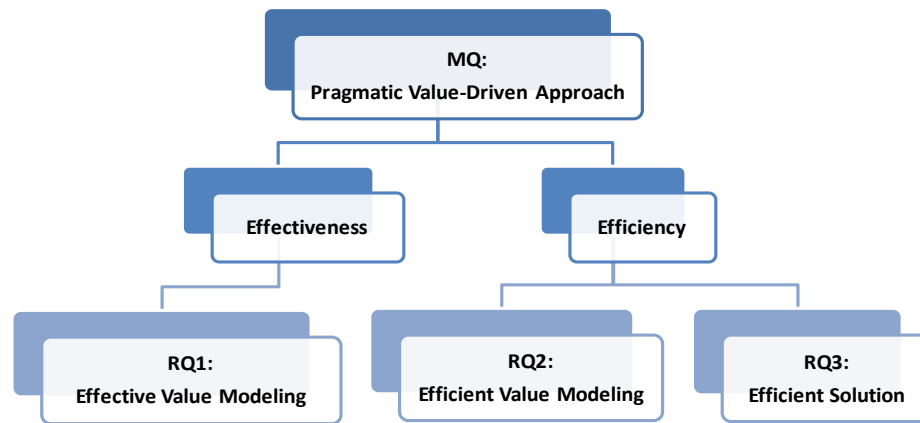 MQ:
Pragmatic Value-Driven Approach
Effectiveness
Efficiency
RQ1:
Effective Value Modeling
RQ2:
Efficient Value Modeling
RQ3:
Efficient Solution